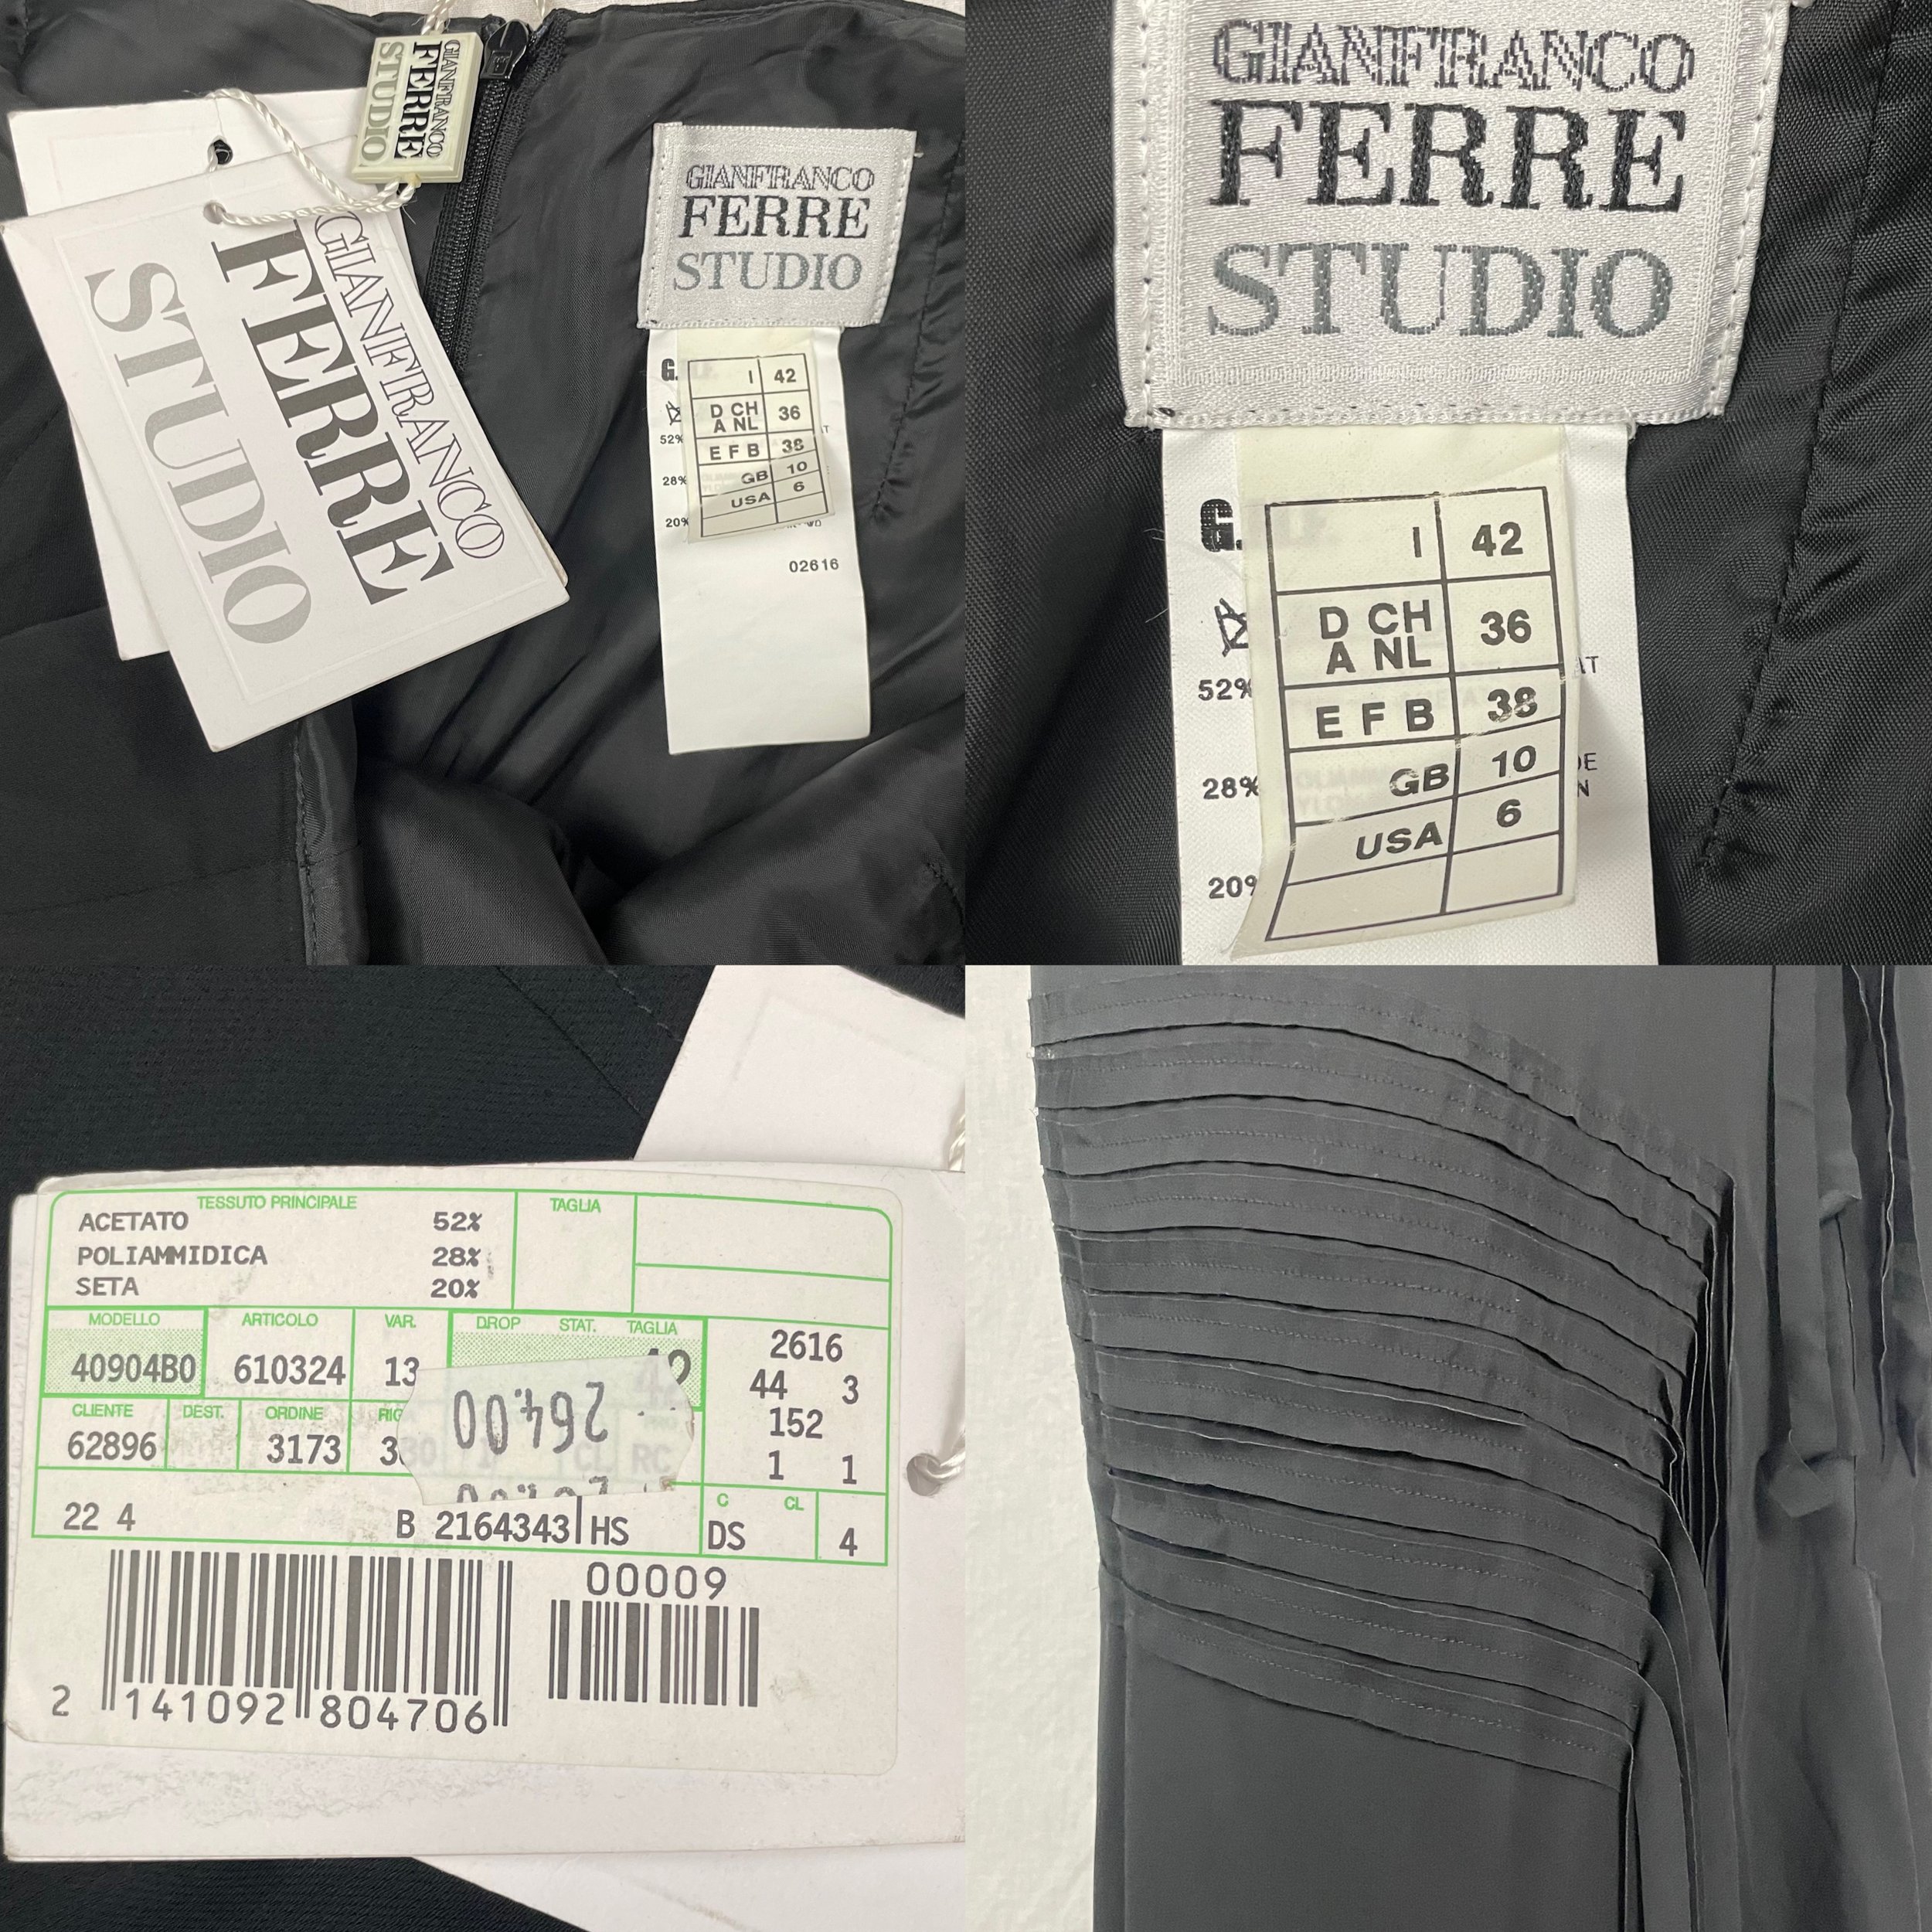 GIANFRANCO
FERRE
STUDIO
GIANFRANCO
FERRE
STUDIO
GIANFRANCO
FERRE
STUDIO
G.
I 42
D CH
A NL 36
E F B 38
GB 10
USA 6
52%
28%
20%
02616
GIANFRANCO
FERRE
STUDIO
G.
I 42
D CH
A NL 36
E F B 38
GB 10
USA 6
52%
28%
20%
TESSUTO PRINCIPALE TAGLIA
ACETATO 52%
POLIAMMIDICA 28%
SETA 20%
MODELLO ARTICOLO VAR. DROP STAT. TAGLIA
40904B0 610324 13 42
2616
44 3
152
1 1
264.00
CLIENTE DEST. ORDINE RIG
62896 3173
CL RC
22 4 B 2164343 HS
C CL
DS 4
00009
2 141092 804706